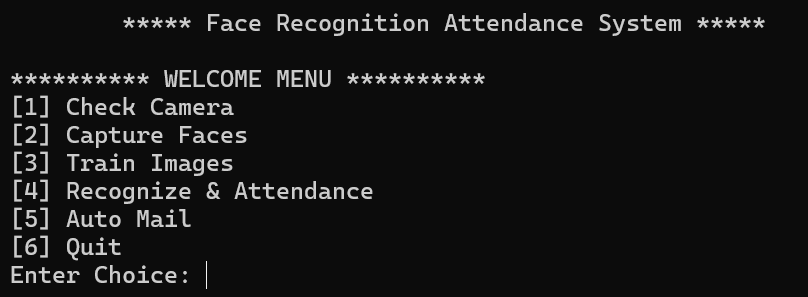 ***** Face Recognition Attendance System *****
********** WELCOME MENU **********
[1] Check Camera
[2] Capture Faces
[3] Train Images
[4] Recognize & Attendance
[5] Auto Mail
[6] Quit
Enter Choice: